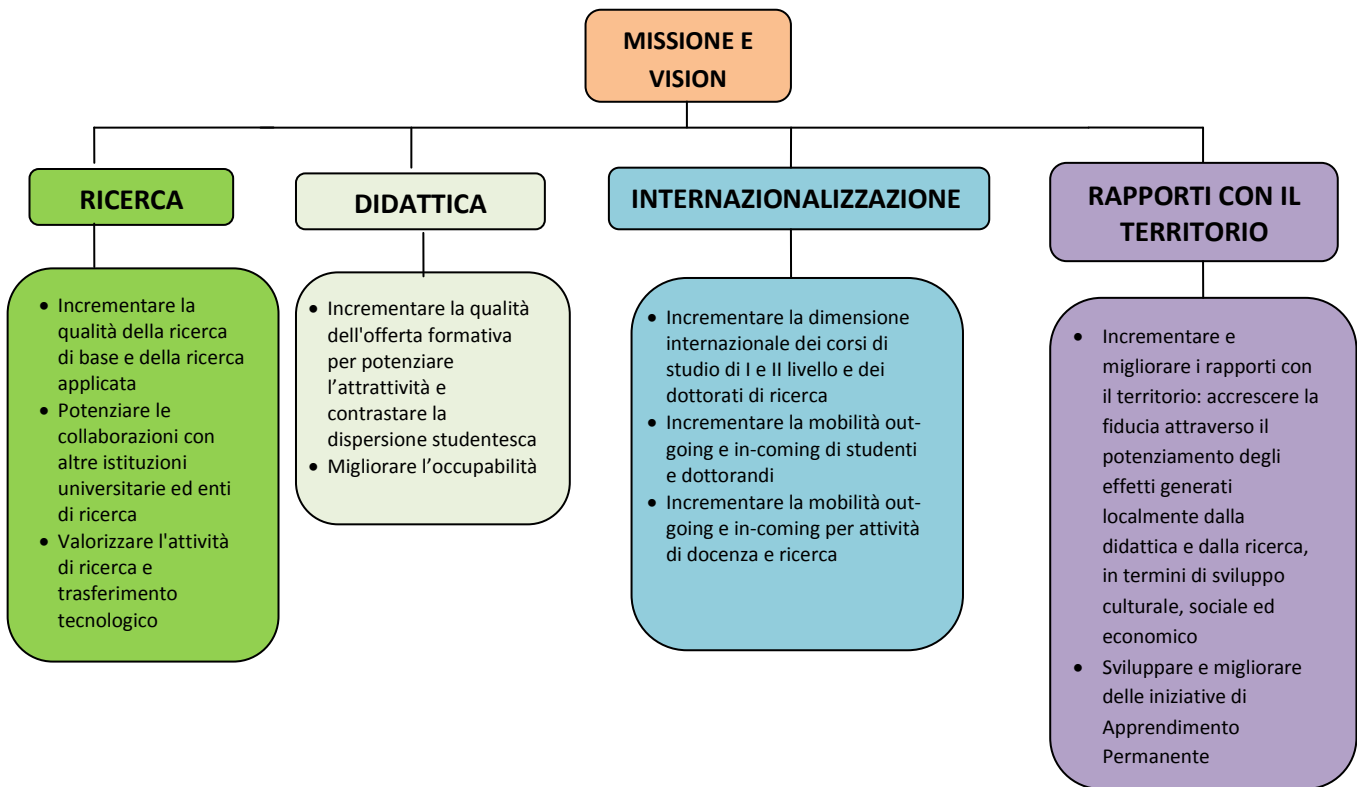 MISSIONE E
VISION
RICERCA
• Incrementare la
qualità della ricerca
di base e della ricerca
applicata
• Potenziare le
collaborazioni con
altre istituzioni
universitarie ed enti
di ricerca
• Valorizzare l'attività
di ricerca e
trasferimento
tecnologico
DIDATTICA
• Incrementare la qualità
dell'offerta formativa
per potenziare
l’attrattività e
contrastare la
dispersione studentesca
• Migliorare l’occupabilità
INTERNAZIONALIZZAZIONE
• Incrementare la dimensione
internazionale dei corsi di
studio di I e II livello e dei
dottorati di ricerca
• Incrementare la mobilità out-
going e in-coming di studenti
e dottorandi
• Incrementare la mobilità out-
going e in-coming per attività
di docenza e ricerca
RAPPORTI CON IL
TERRITORIO
• Incrementare e
migliorare i rapporti con
il territorio: accrescere la
fiducia attraverso il
potenziamento degli
effetti generati
localmente dalla
didattica e dalla ricerca,
in termini di sviluppo
culturale, sociale ed
economico
• Sviluppare e migliorare
delle iniziative di
Apprendimento
Permanente